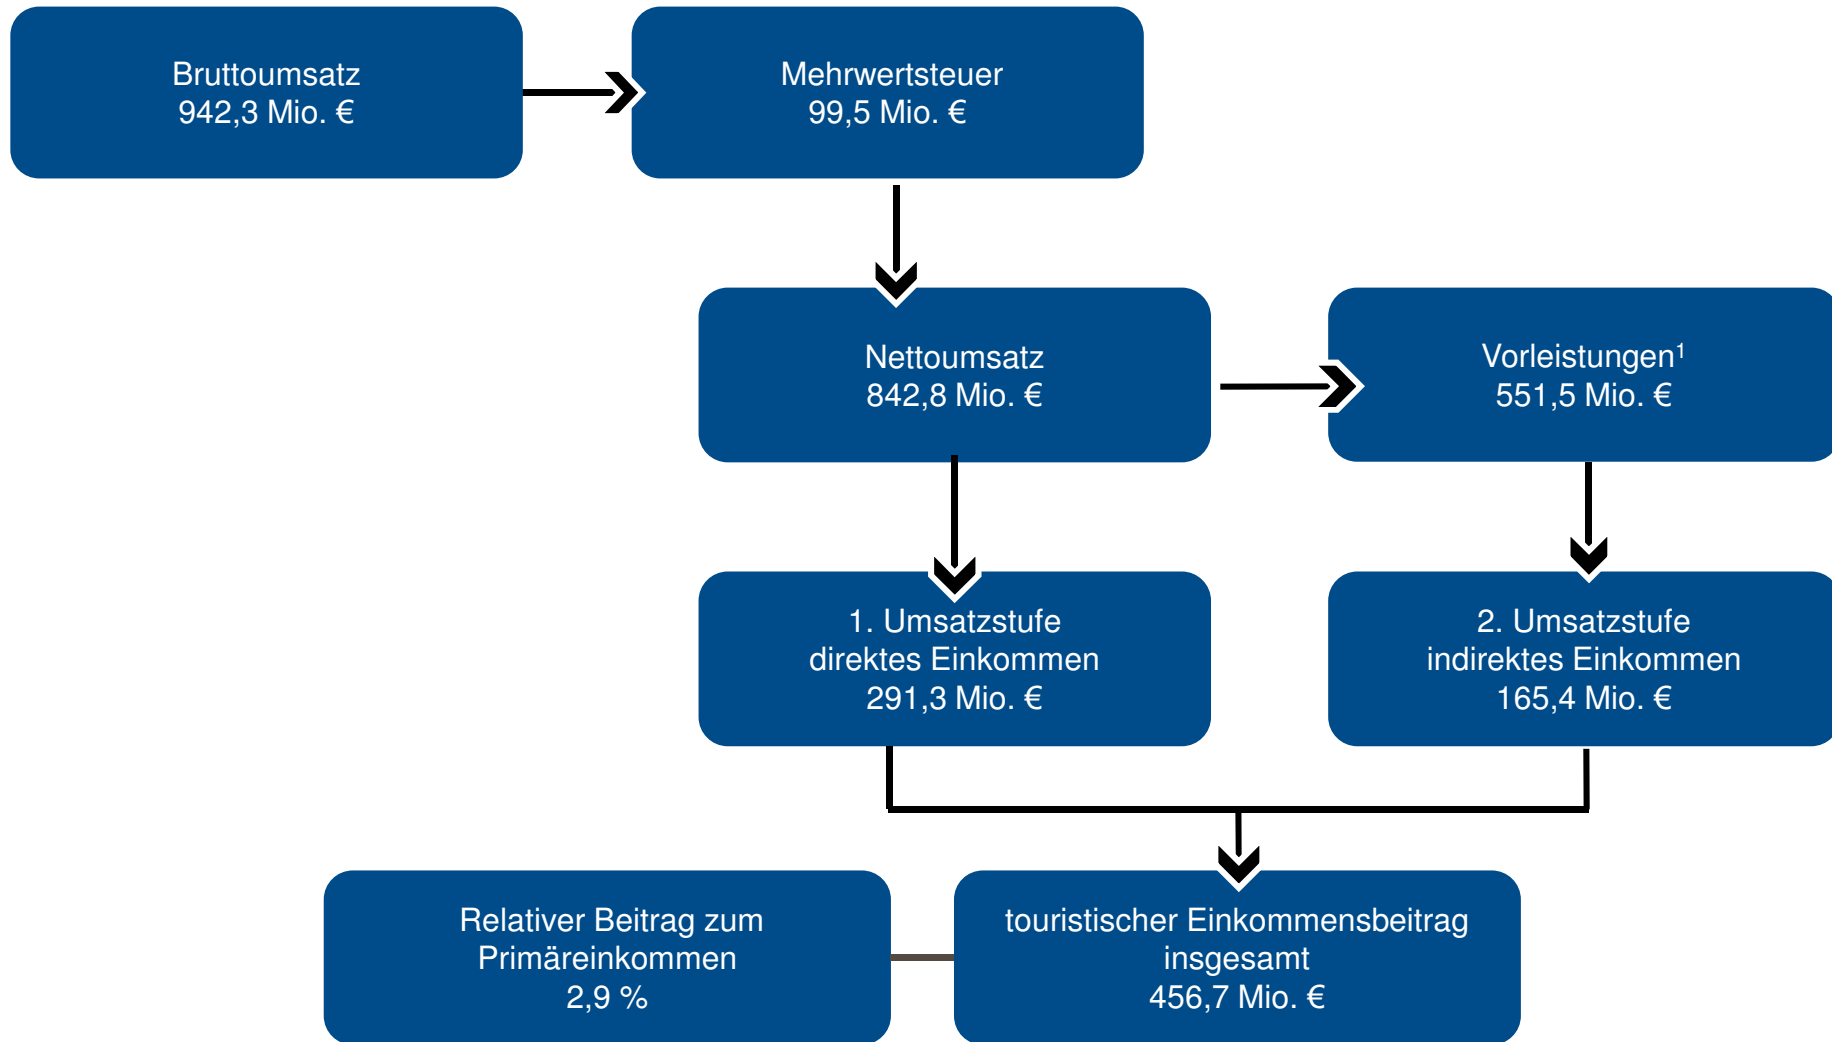 Bruttoumsatz
942,3 Mio. €
Mehrwertsteuer
99,5 Mio. €
Nettoumsatz
842,8 Mio. €
Vorleistungen¹
551,5 Mio. €
1. Umsatzstufe
direktes Einkommen
291,3 Mio. €
2. Umsatzstufe
indirektes Einkommen
165,4 Mio. €
Relativer Beitrag zum
Primäreinkommen
2,9 %
touristischer Einkommensbeitrag
insgesamt
456,7 Mio. €